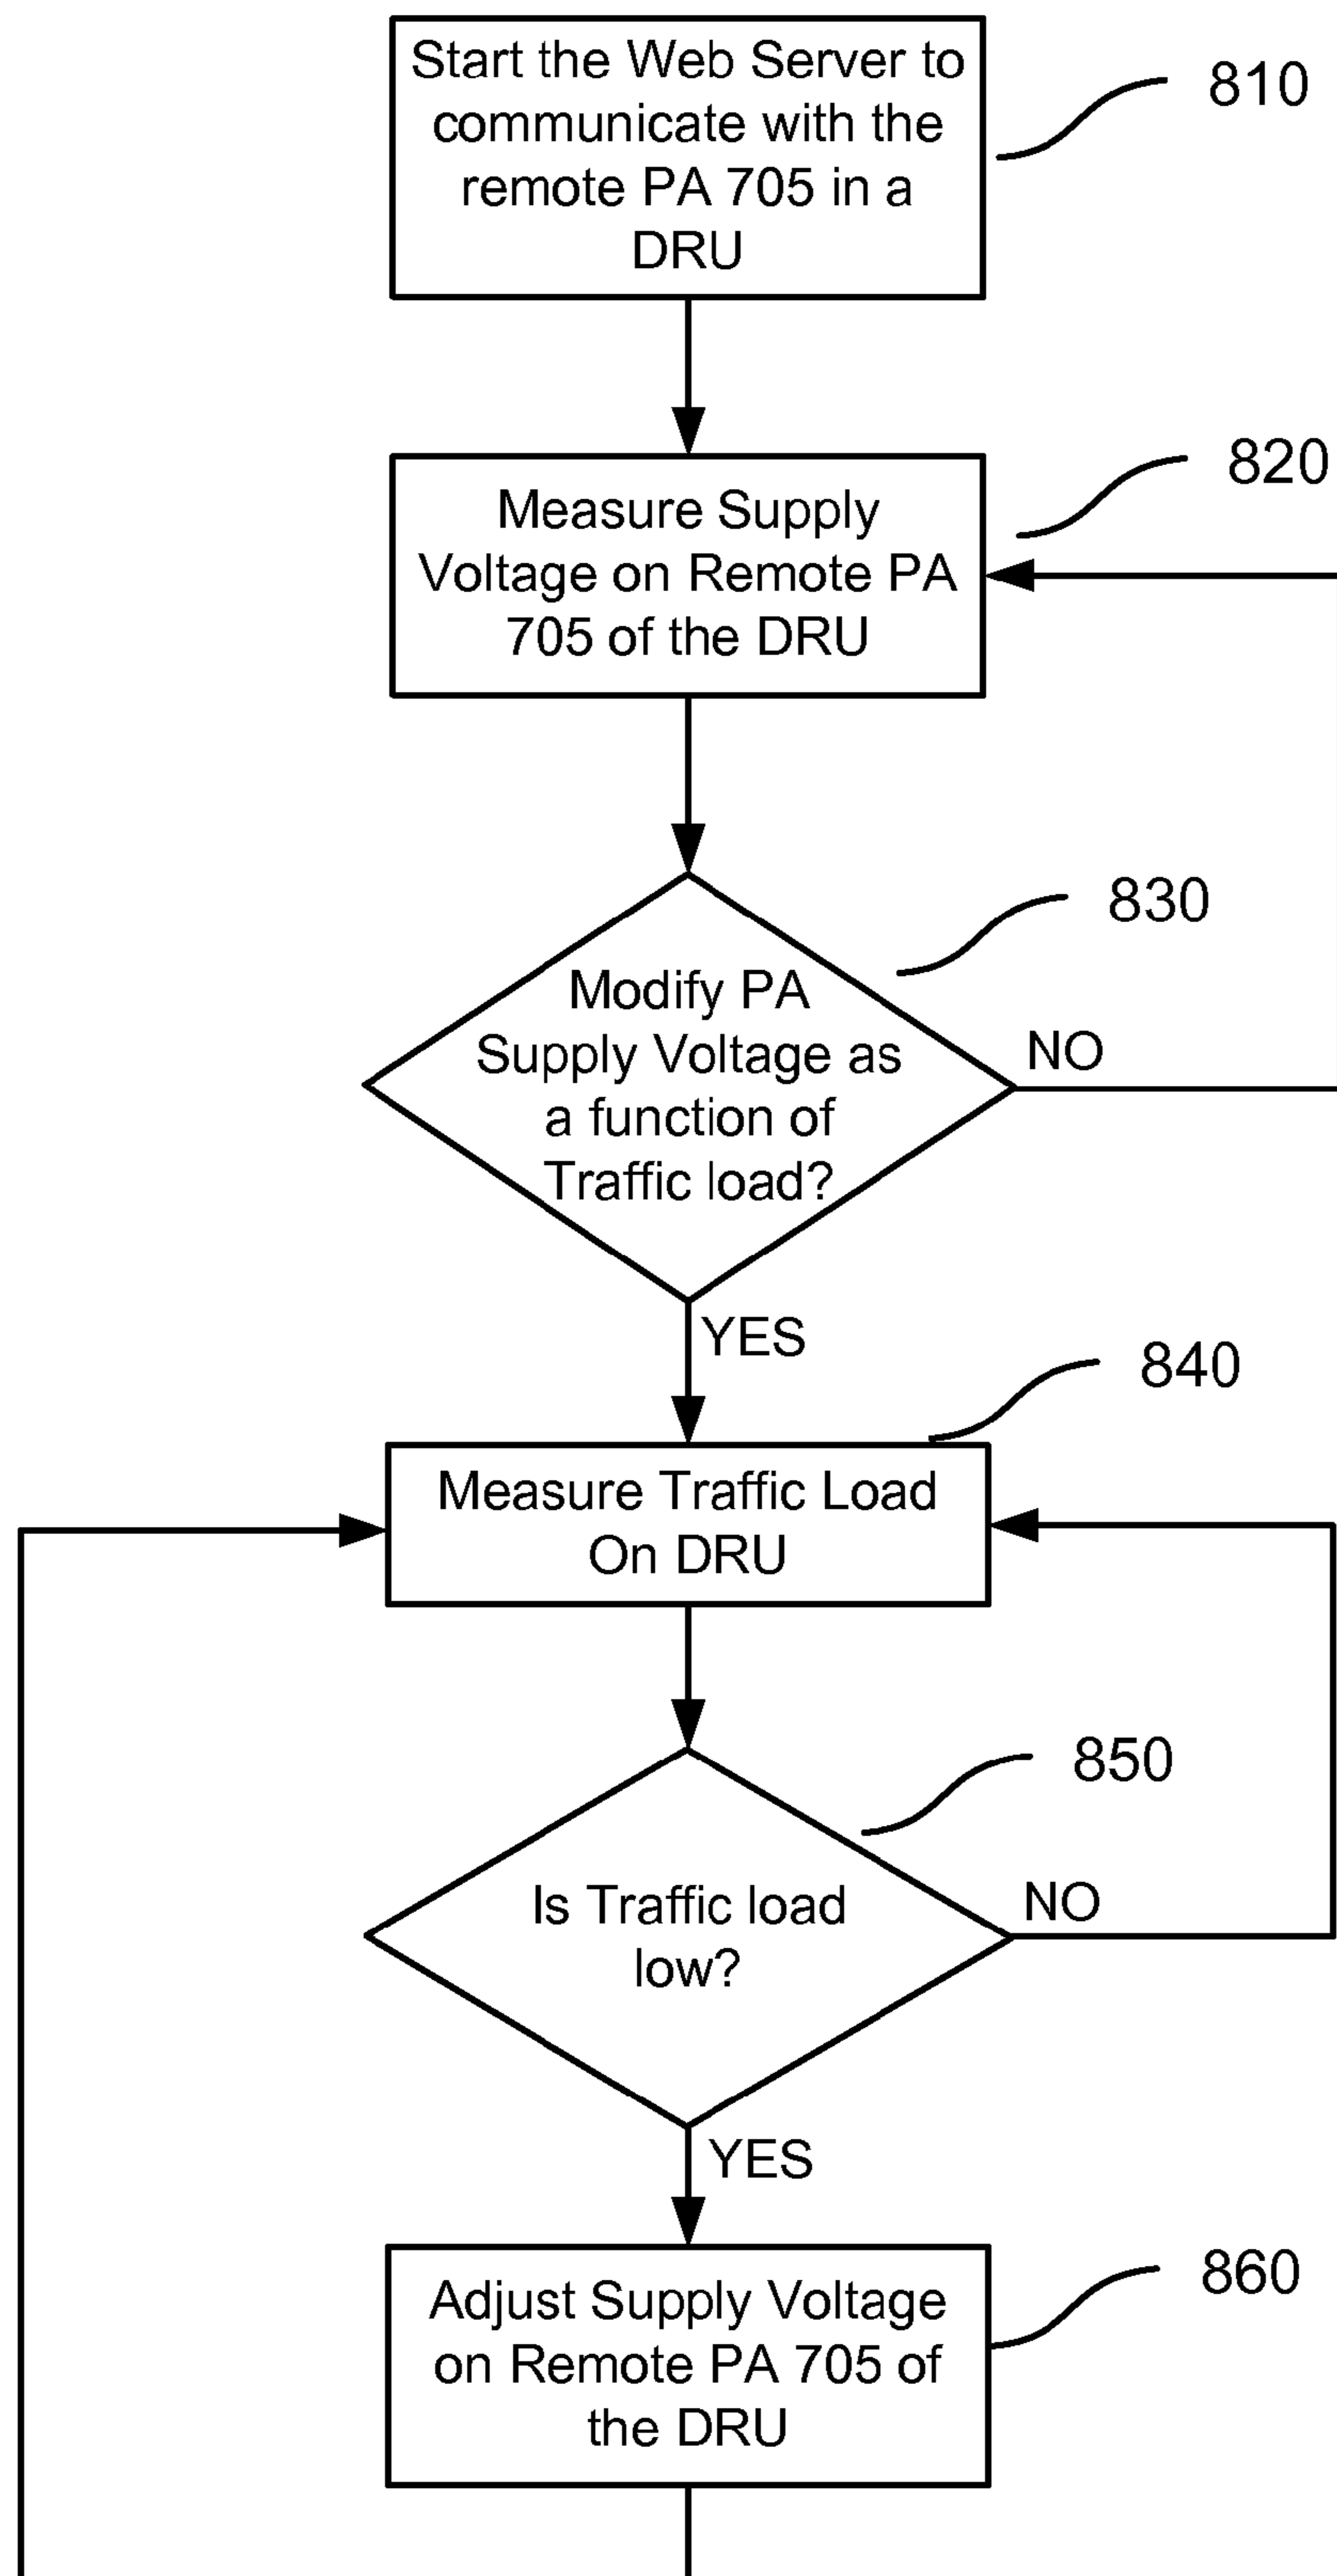 Start the Web Server to
communicate with the
remote PA 705 in a
DRU
810
Measure Supply
Voltage on Remote PA
705 of the DRU
820
Modify PA
Supply Voltage as
a function of
Traffic load?
830
NO
YES
Measure Traffic Load
On DRU
840
Is Traffic load
low?
850
NO
YES
Adjust Supply Voltage
on Remote PA 705 of
the DRU
860